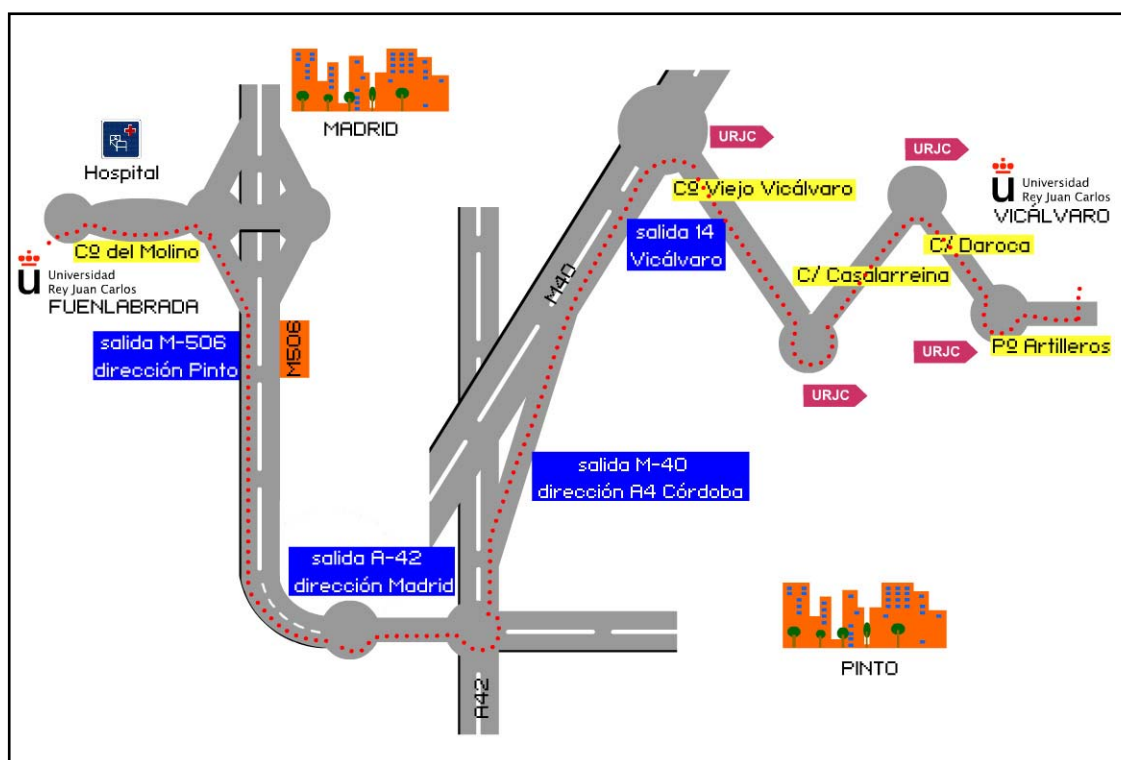 MADRID
Hospital
Cº del Molino
Universidad
Rey Juan Carlos
FUENLABRADA
salida M-506
dirección Pinto
M506
salida A-42
dirección Madrid
A42
salida M-40
dirección A4 Córdoba
M40
salida 14
Vicálvaro
URJC
Cº Viejo Vicálvaro
URJC
C/ Casalarreina
URJC
C/ Daroca
URJC
Pº Artilleros
Universidad
Rey Juan Carlos
VICÁLVARO
PINTO